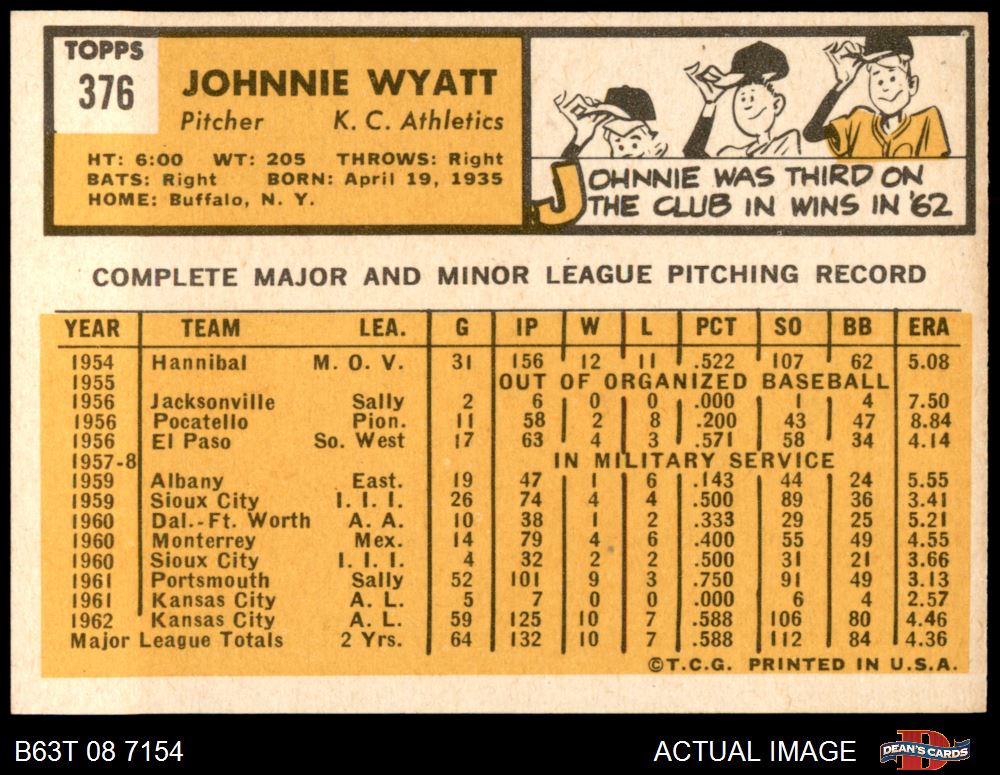 TOPPS
376
JOHNNIE WYATT
Pitcher K. C. Athletics
HT: 6:00 WT: 205 THROWS: Right
BATS: Right BORN: April 19, 1935
HOME: Buffalo, N. Y.
JOHNNIE WAS THIRD ON
THE CLUB IN WINS IN '62
COMPLETE MAJOR AND MINOR LEAGUE PITCHING RECORD
YEAR TEAM LEA. G IP W L PCT SO BB ERA
1954 Hannibal M. O. V. 31 156 12 11 .522 107 62 5.08
1955 OUT OF ORGANIZED BASEBALL
1956 Jacksonville Sally 2 6 0 0 .000 1 4 7.50
1956 Pocatello Pion. 11 58 2 8 .200 43 47 8.84
1956 El Paso So. West 17 63 4 3 .571 58 34 4.14
1957-8 IN MILITARY SERVICE
1959 Albany East. 19 47 1 6 .143 44 24 5.55
1959 Sioux City I. I. I. 26 74 4 4 .500 89 36 3.41
1960 Dal.-Ft. Worth A. A. 10 38 1 2 .333 29 25 5.21
1960 Monterrey Mex. 14 79 4 6 .400 55 49 4.55
1960 Sioux City I. I. I. 4 32 2 2 .500 31 21 3.66
1961 Portsmouth Sally 52 101 9 3 .750 91 49 3.13
1961 Kansas City A. L. 5 7 0 0 .000 6 4 2.57
1962 Kansas City A. L. 59 125 10 7 .588 106 80 4.46
Major League Totals 2 Yrs. 64 132 10 7 .588 112 84 4.36
©T.C.G. PRINTED IN U.S.A.
B63T 08 7154 ACTUAL IMAGE D DEAN'S CARDS